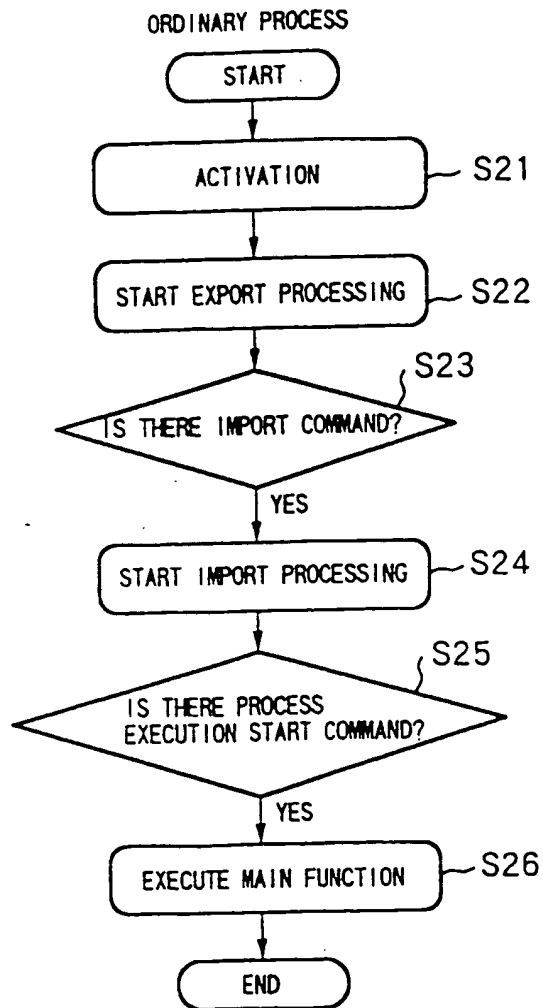 ORDINARY PROCESS
START
ACTIVATION
S21
START EXPORT PROCESSING
S22
S23
IS THERE IMPORT COMMAND?
YES
START IMPORT PROCESSING
S24
S25
IS THERE PROCESS
EXECUTION START COMMAND?
YES
EXECUTE MAIN FUNCTION
S26
END